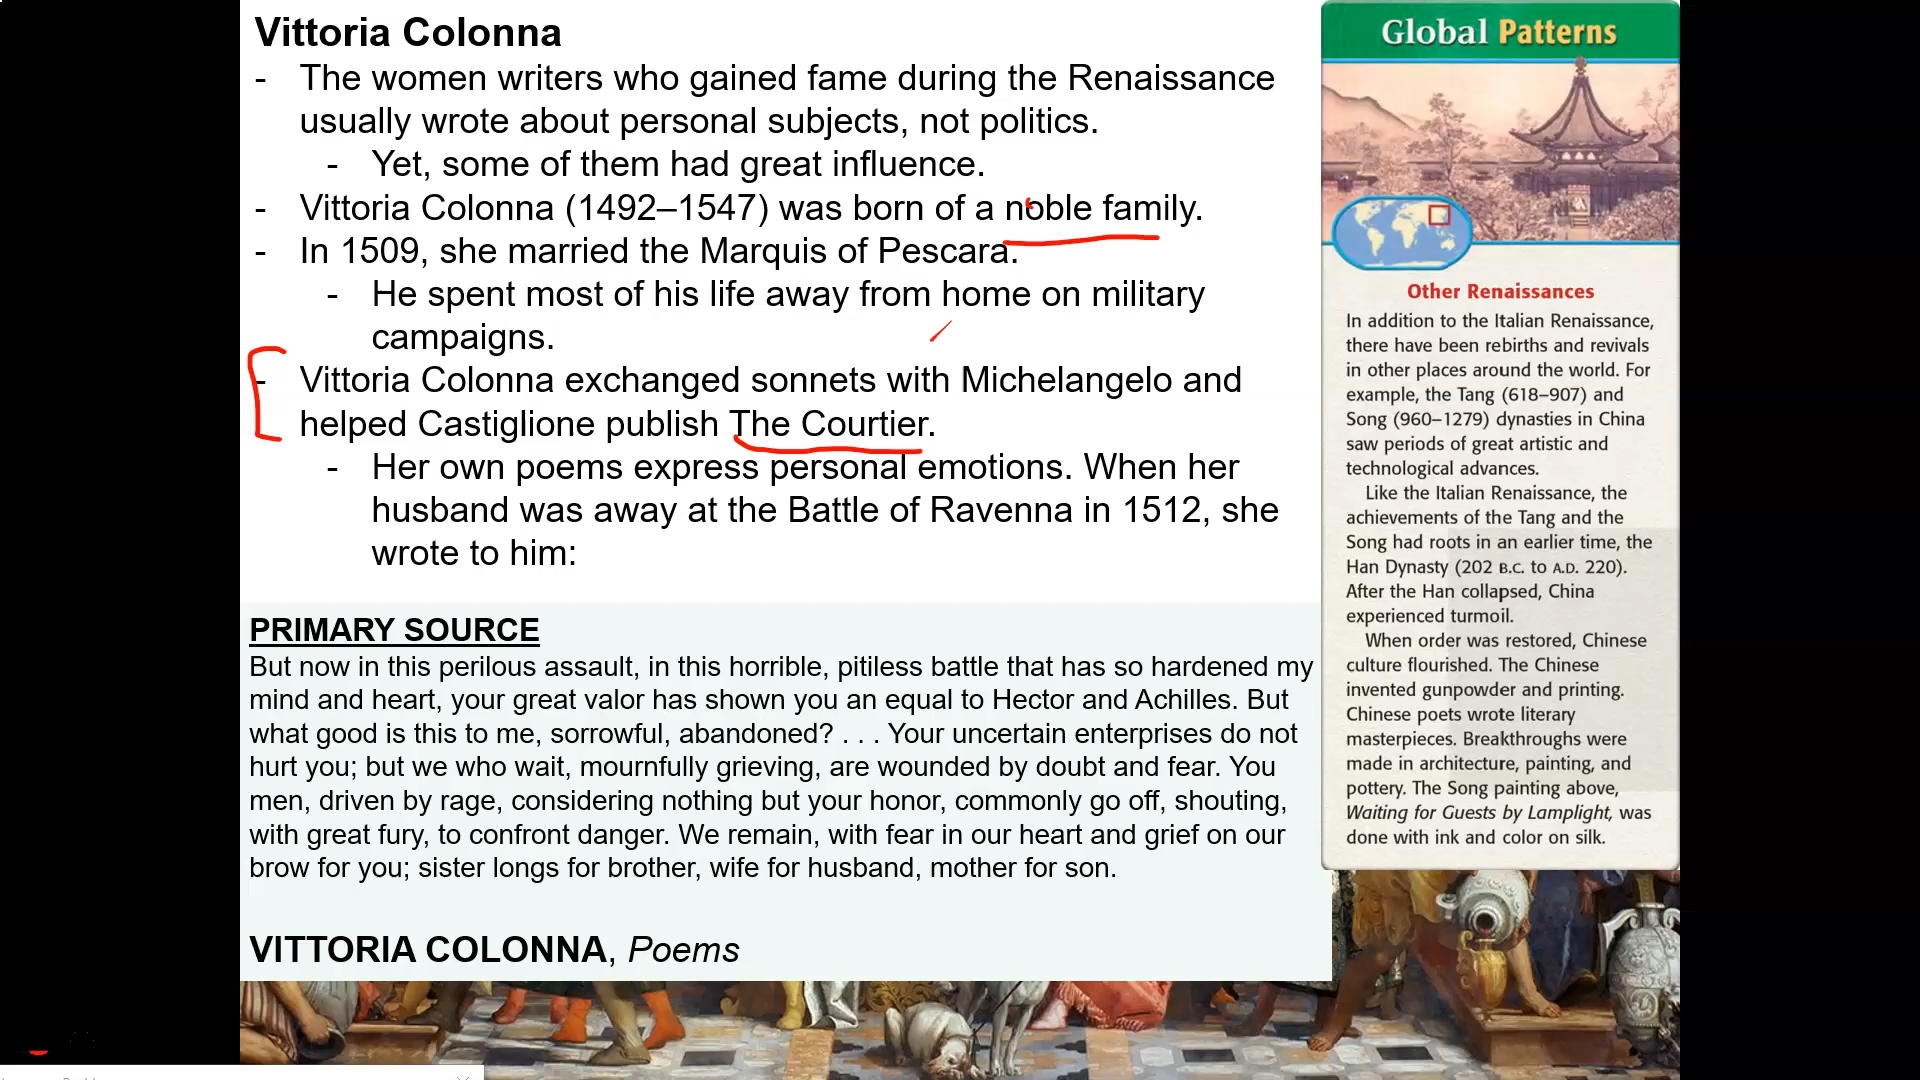 Vittoria Colonna
- The women writers who gained fame during the Renaissance
usually wrote about personal subjects, not politics.
- Yet, some of them had great influence.
- Vittoria Colonna (1492–1547) was born of a noble family.
- In 1509, she married the Marquis of Pescara.
- He spent most of his life away from home on military
campaigns.
- Vittoria Colonna exchanged sonnets with Michelangelo and
helped Castiglione publish The Courtier.
- Her own poems express personal emotions. When her
husband was away at the Battle of Ravenna in 1512, she
wrote to him:
PRIMARY SOURCE
But now in this perilous assault, in this horrible, pitiless battle that has so hardened my
mind and heart, your great valor has shown you an equal to Hector and Achilles. But
what good is this to me, sorrowful, abandoned? . . . Your uncertain enterprises do not
hurt you; but we who wait, mournfully grieving, are wounded by doubt and fear. You
men, driven by rage, considering nothing but your honor, commonly go off, shouting,
with great fury, to confront danger. We remain, with fear in our heart and grief on our
brow for you; sister longs for brother, wife for husband, mother for son.
VITTORIA COLONNA, Poems
Global Patterns
Other Renaissances
In addition to the Italian Renaissance,
there have been rebirths and revivals
in other places around the world. For
example, the Tang (618–907) and
Song (960–1279) dynasties in China
saw periods of great artistic and
technological advances.
Like the Italian Renaissance, the
achievements of the Tang and the
Song had roots in an earlier time, the
Han Dynasty (202 B.C. to A.D. 220).
After the Han collapsed, China
experienced turmoil.
When order was restored, Chinese
culture flourished. The Chinese
invented gunpowder and printing.
Chinese poets wrote literary
masterpieces. Breakthroughs were
made in architecture, painting, and
pottery. The Song painting above,
Waiting for Guests by Lamplight, was
done with ink and color on silk.